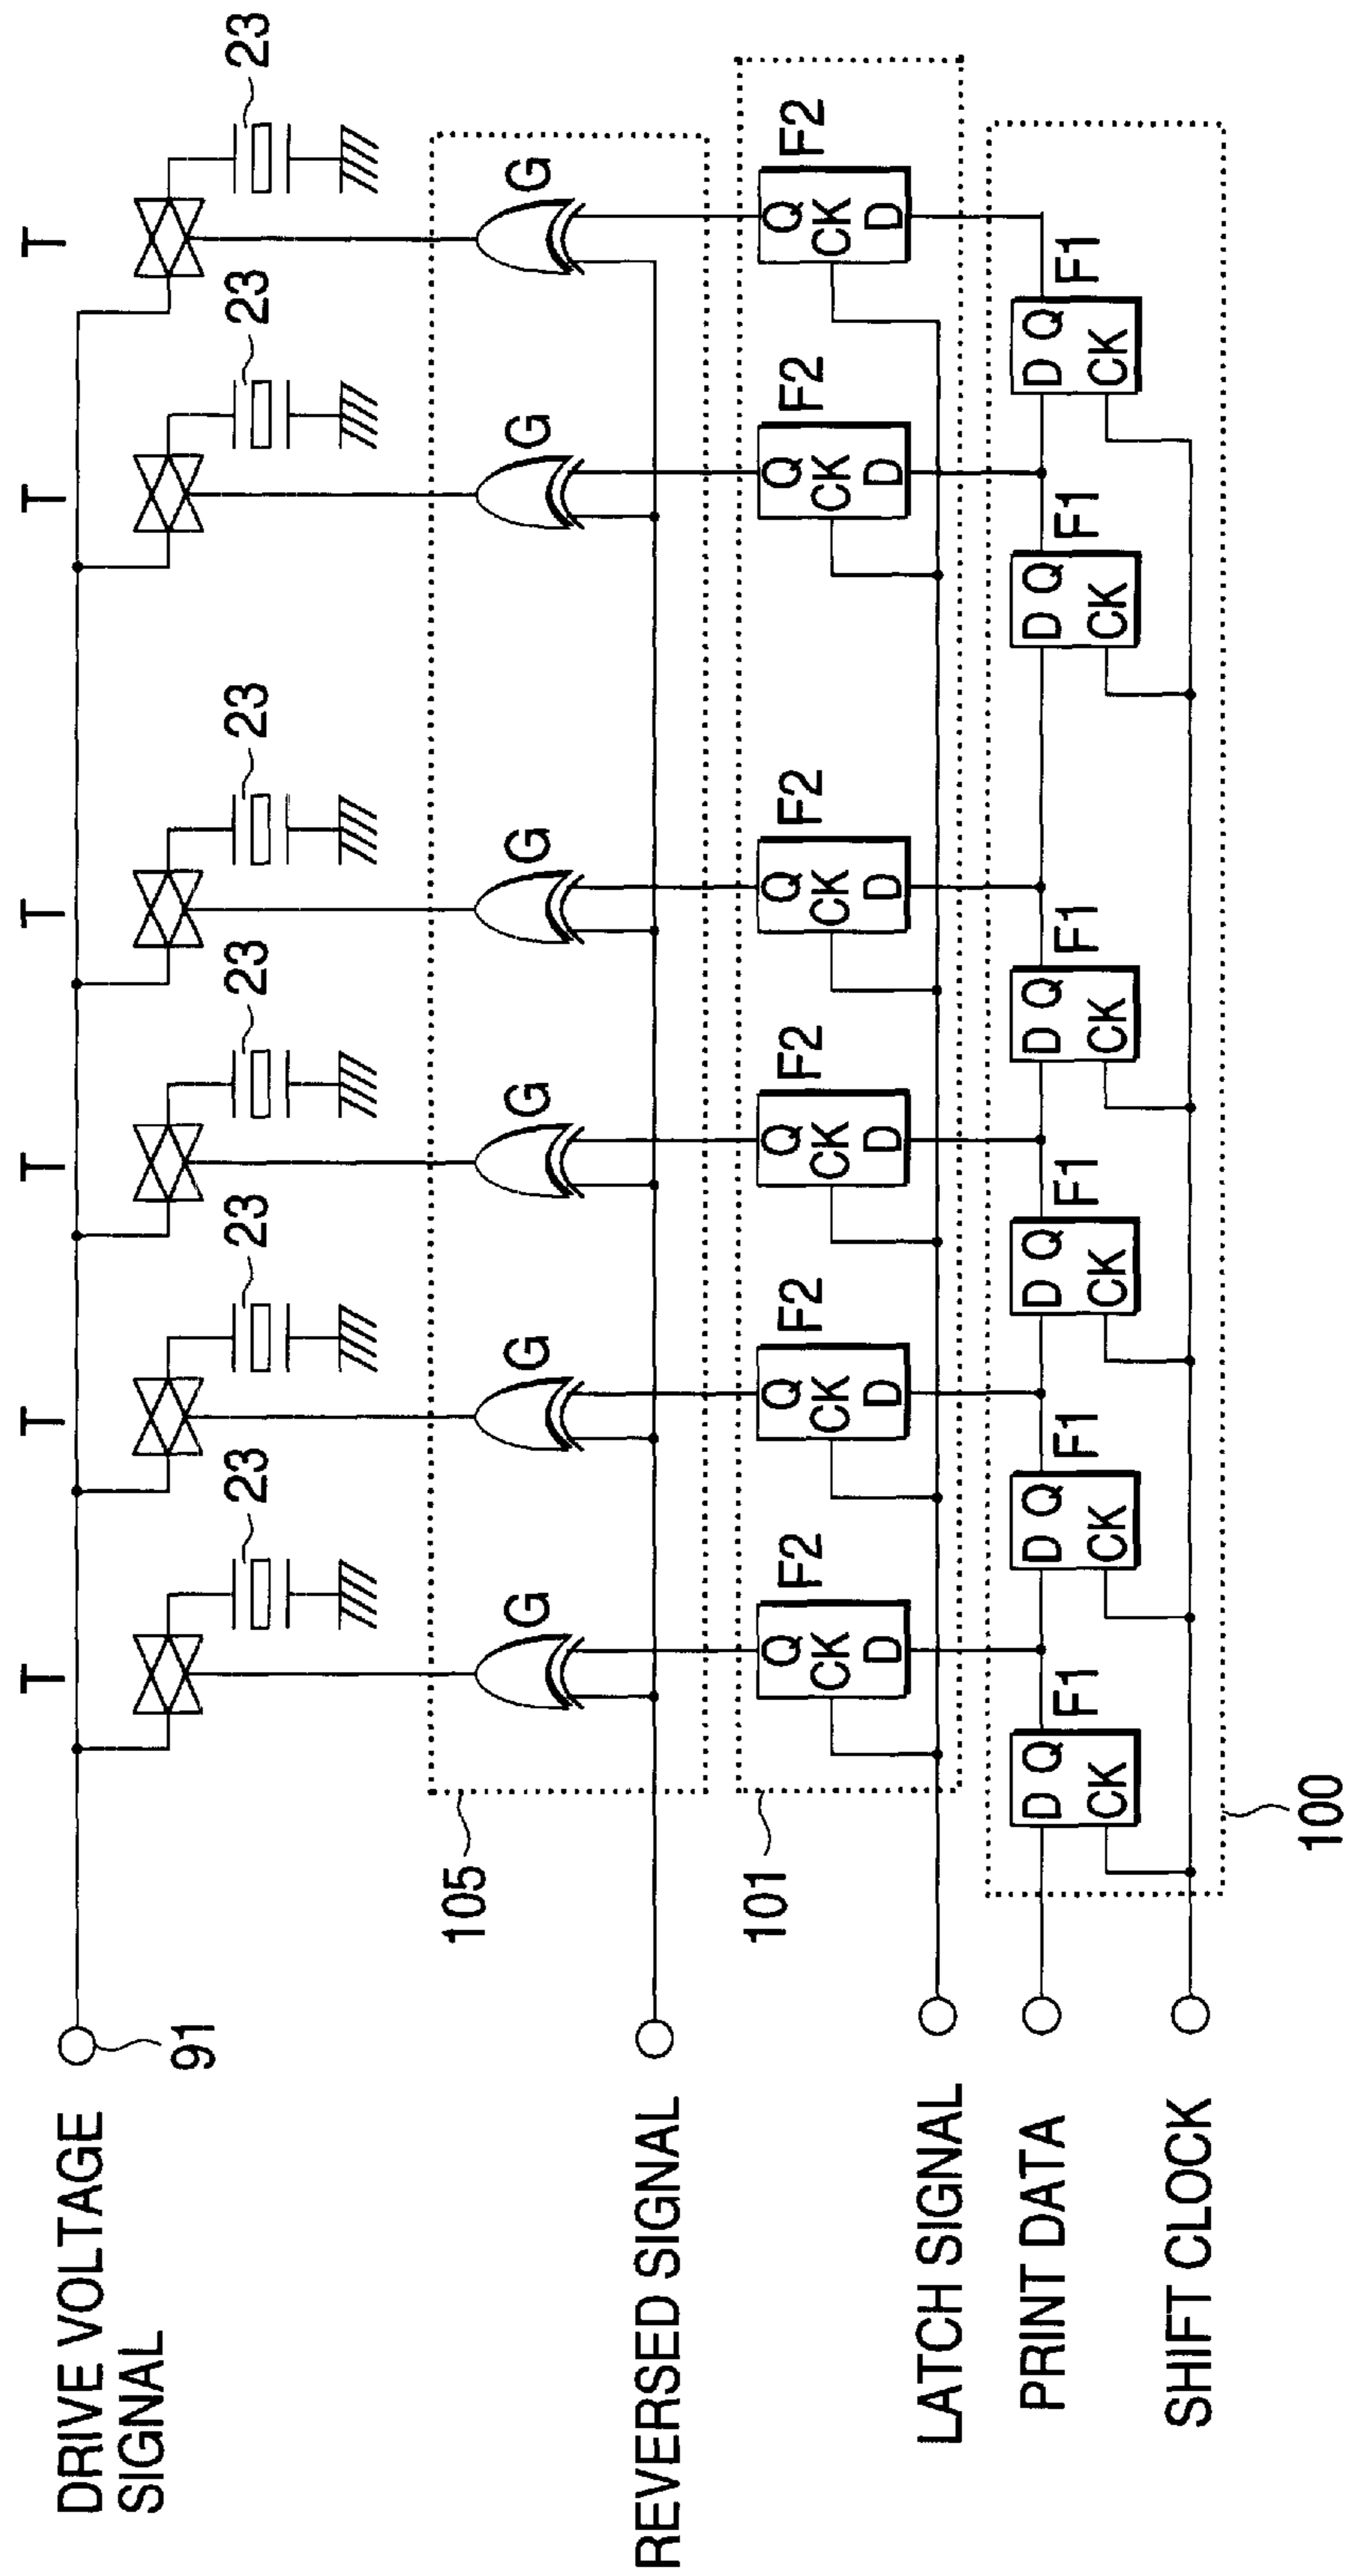 T T T T T T
DRIVE VOLTAGE
SIGNAL
91
23 23 23 23 23 23
105
G G G G G G
REVERSED SIGNAL
101
F2 F2 F2 F2 F2 F2
Q Q Q Q Q Q
CK CK CK CK CK CK
D D D D D D
LATCH SIGNAL
PRINT DATA
D Q D Q D Q D Q D Q D Q
F1 F1 F1 F1 F1 F1
CK CK CK CK CK CK
SHIFT CLOCK
100